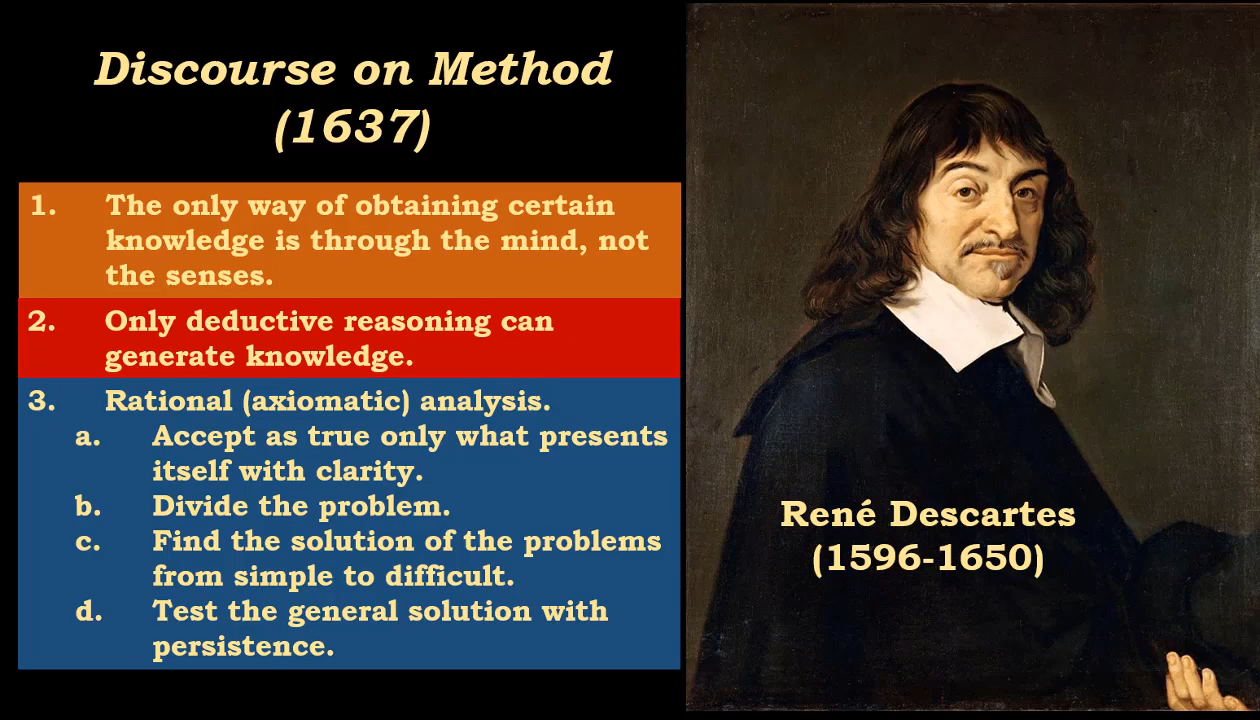 Discourse on Method
(1637)
1. The only way of obtaining certain
knowledge is through the mind, not
the senses.
2. Only deductive reasoning can
generate knowledge.
3. Rational (axiomatic) analysis.
a. Accept as true only what presents
itself with clarity.
b. Divide the problem.
c. Find the solution of the problems
from simple to difficult.
d. Test the general solution with
persistence.
René Descartes
(1596-1650)